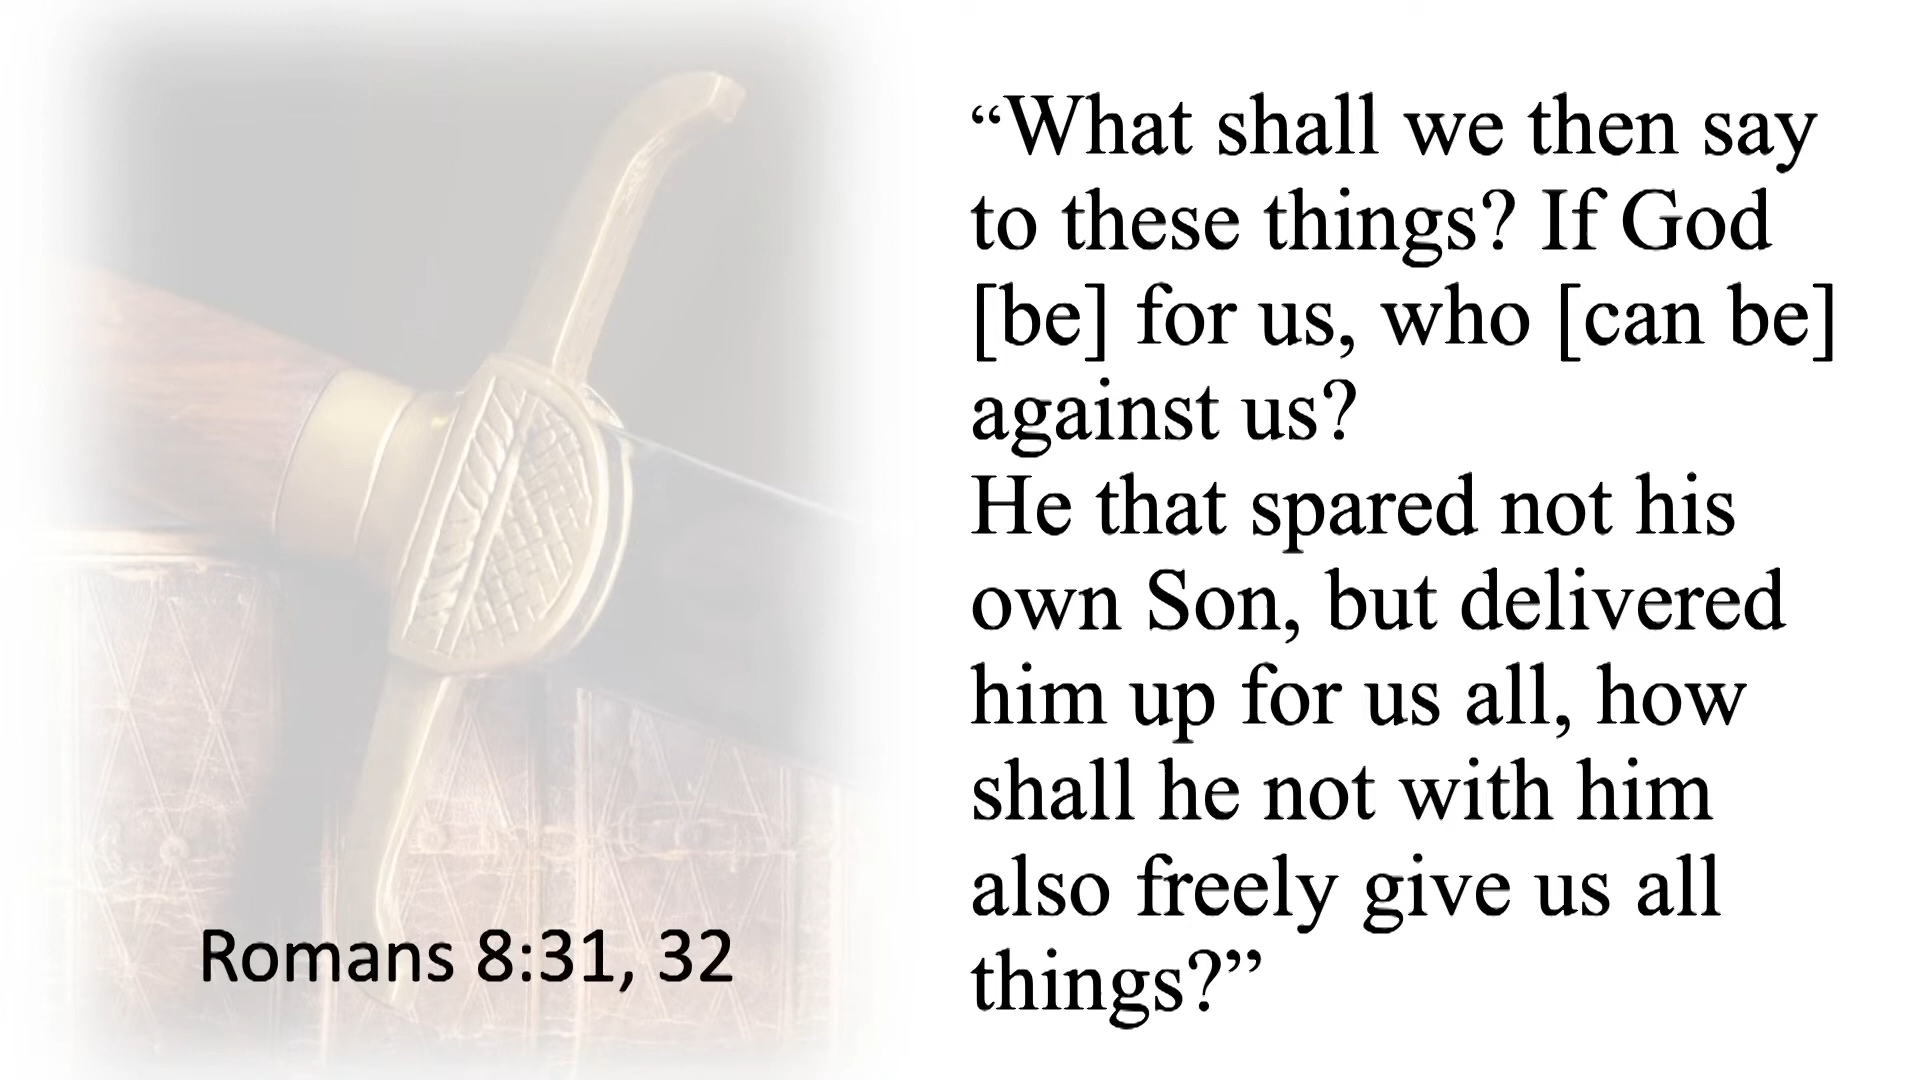 “What shall we then say
to these things? If God
[be] for us, who [can be]
against us?
He that spared not his
own Son, but delivered
him up for us all, how
shall he not with him
also freely give us all
things?”
Romans 8:31, 32